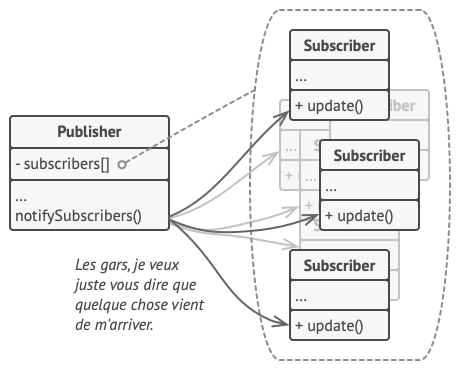 Subscriber
...
+ update()
Publisher
- subscribers[]
...
notifySubscribers()
Subscriber
...
+ update()
Les gars, je veux
juste vous dire que
quelque chose vient
de m'arriver.
Subscriber
...
+ update()